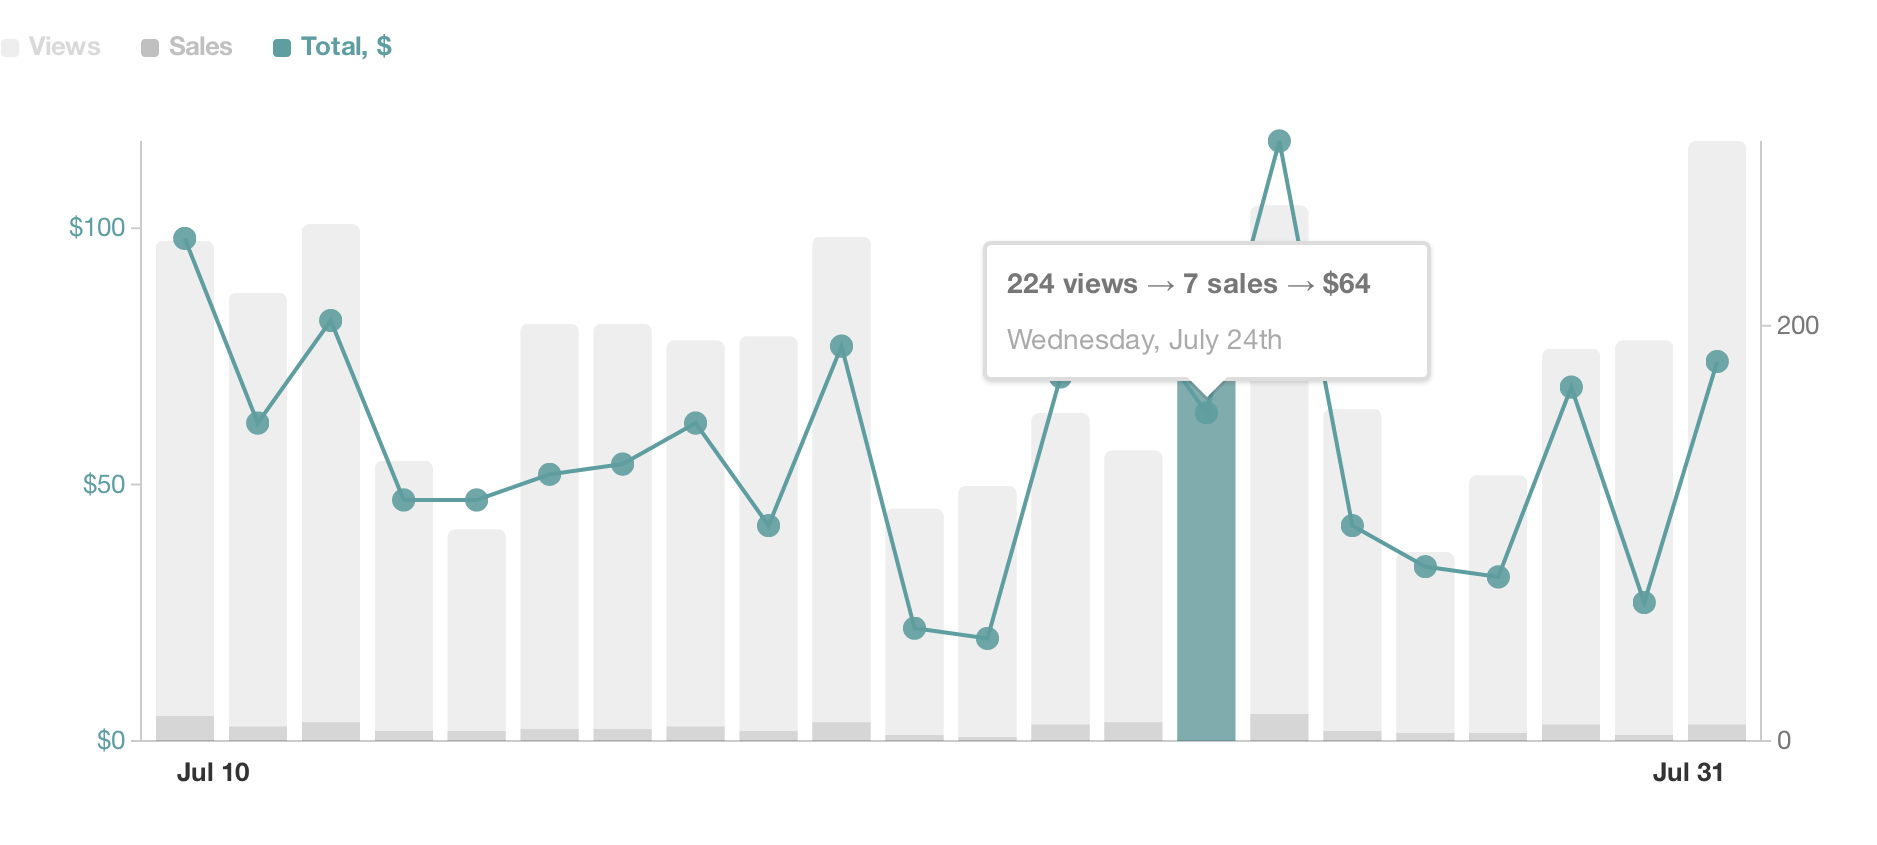 Views Sales Total, $
$100
$50
$0
200
0
224 views → 7 sales → $64
Wednesday, July 24th
Jul 10 Jul 31